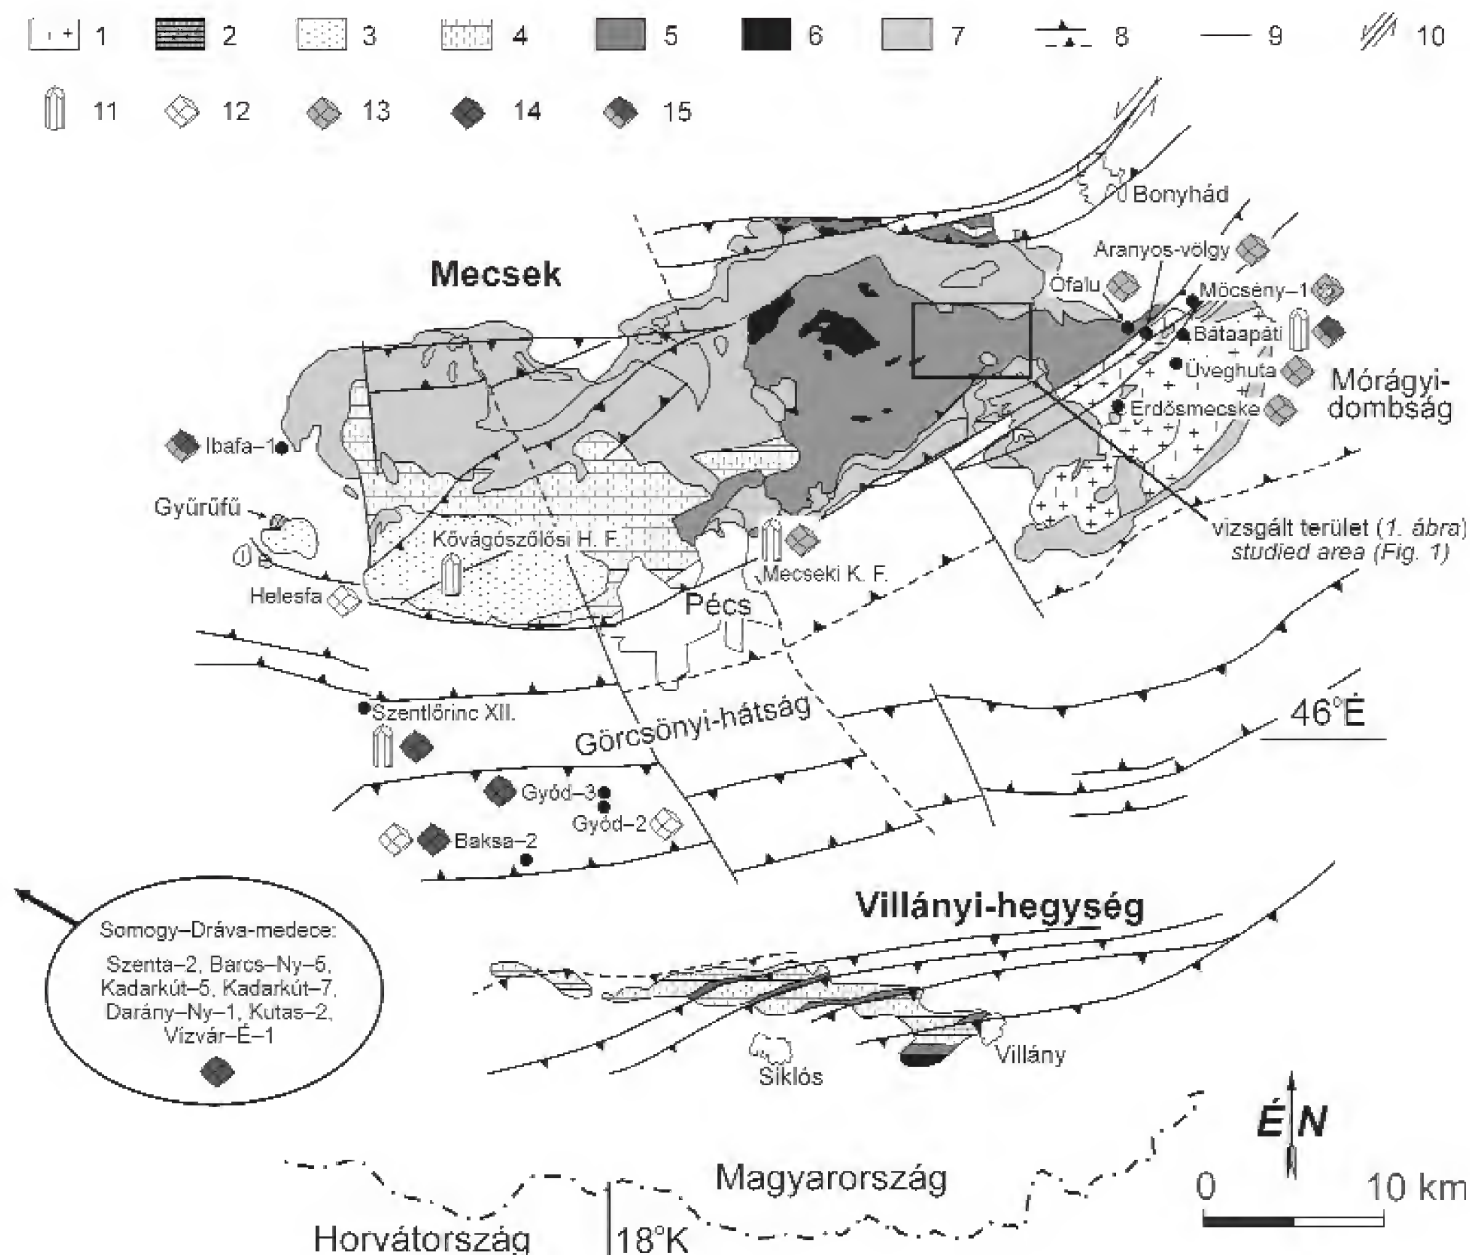 1 2 3 4 5 6 7 8 9 10
11 12 13 14 15
Bonyhád
Aranyos-völgy
Mecsek
Ófalu
Möcsény–1
Bátaapáti
Üveghuta
Mórágyi-
dombság
Erdősmecske
Ibafa–1
Gyűrűfű
Kővágószőlősi H. F.
vizsgált terület (1. ábra)
studied area (Fig. 1)
Mecseki K. F.
Helesfa
Pécs
Szentlőrinc XII.
Görcsönyi-hátság
46°É
Gyód–3
Gyód–2
Baksa–2
Villányi-hegység
Somogy–Dráva-medece:
Szenta–2, Barcs–Ny–5,
Kadarkút–5, Kadarkút–7,
Darány–Ny–1, Kutas–2,
Vízvár–É–1
Villány
Siklós
É N
Magyarország
0 10 km
Horvátország
18°K